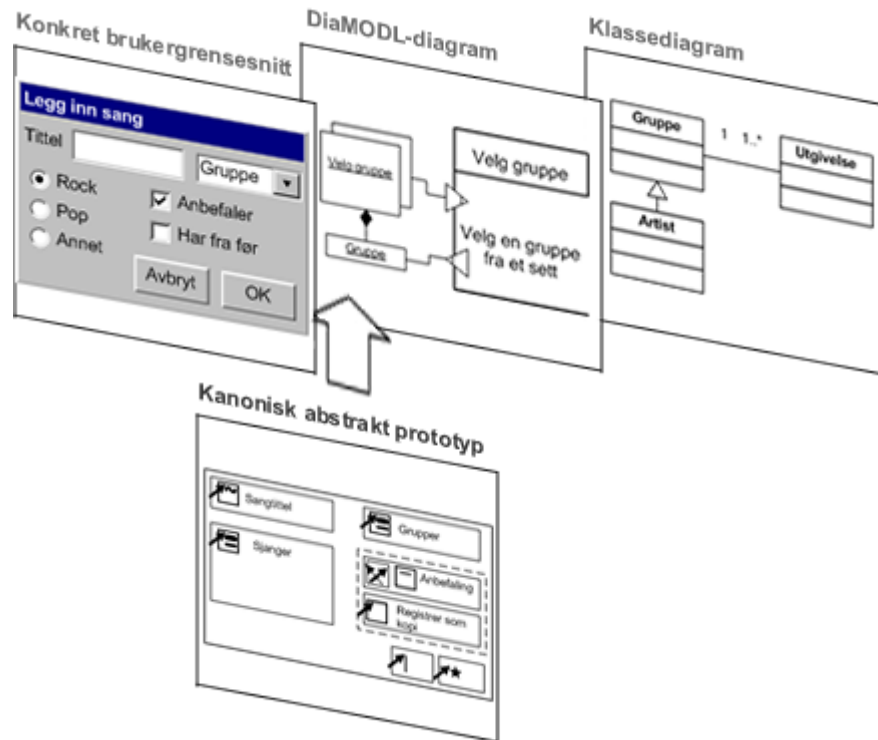 Konkret brukergrensesnitt
Legg inn sang
Tittel
Gruppe
Rock
Pop
Annet
Anbefaler
Har fra før
Avbryt
OK
DiaMODL-diagram
Velg gruppe
Gruppe
Velg gruppe
Velg en gruppe
fra et sett
Klassediagram
Gruppe
1 1..*
Utgivelse
Artist
Kanonisk abstrakt prototyp
Sangtittel
Grupper
Sjanger
Anbefaling
Registrer som
kopi